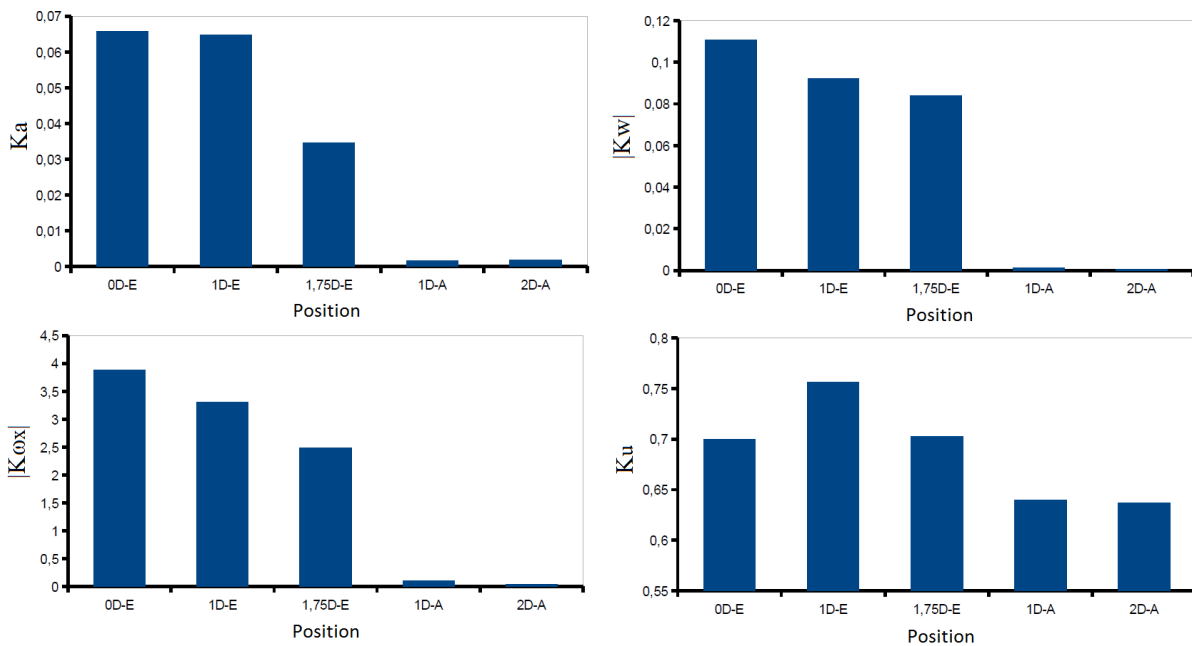 0,07
0,06
0,05
0,04
0,03
0,02
0,01
0
Ka
0D-E 1D-E 1,75D-E 1D-A 2D-A
Position
0,12
0,1
0,08
0,06
0,04
0,02
0
|Kw|
0D-E 1D-E 1,75D-E 1D-A 2D-A
Position
4,5
4
3,5
3
2,5
2
1,5
1
0,5
0
|Kωx|
0D-E 1D-E 1,75D-E 1D-A 2D-A
Position
0,8
0,75
0,7
0,65
0,6
0,55
Ku
0D-E 1D-E 1,75D-E 1D-A 2D-A
Position